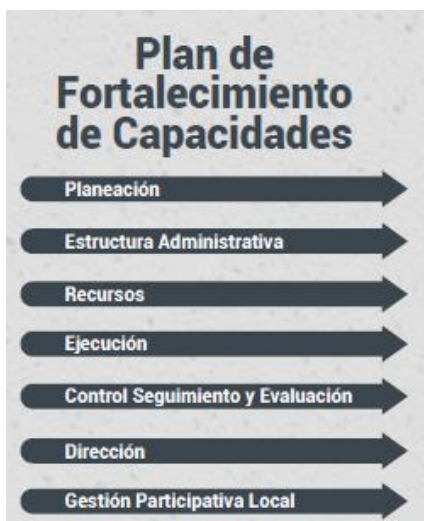 Plan de
Fortalecimiento
de Capacidades
Planeación
Estructura Administrativa
Recursos
Ejecución
Control Seguimiento y Evaluación
Dirección
Gestión Participativa Local